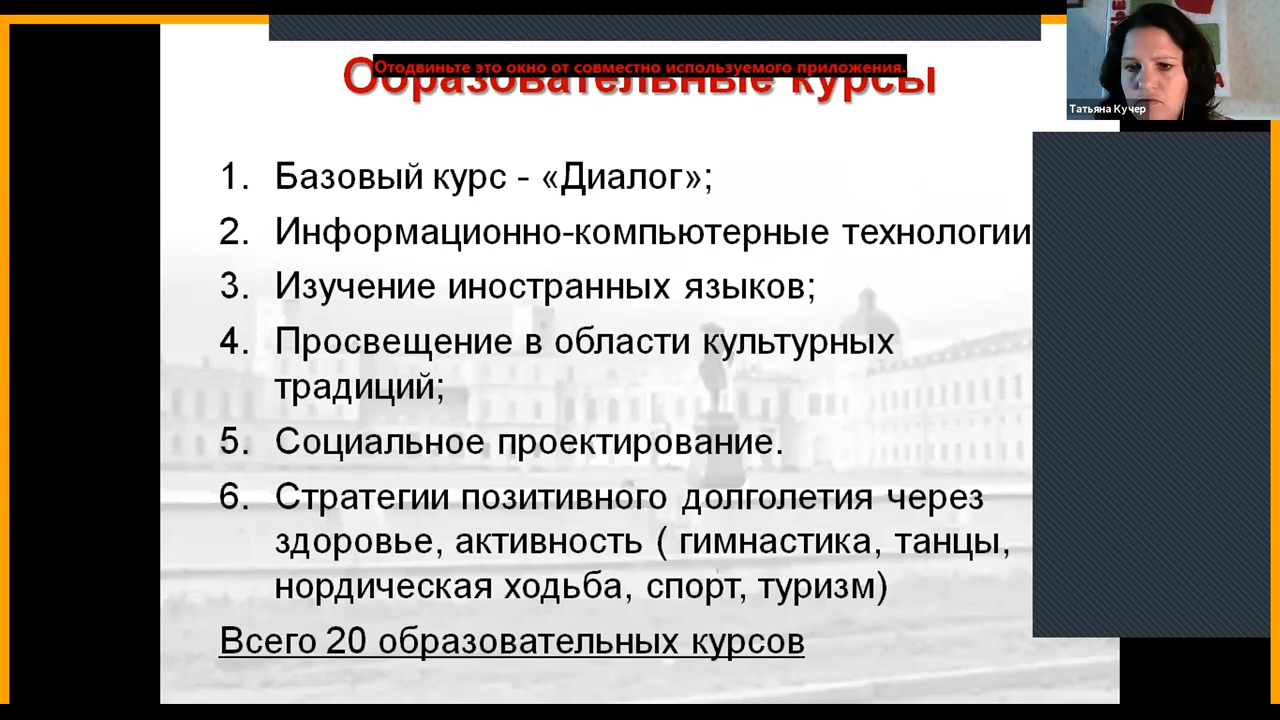 Отодвиньте это окно от совместно используемого приложения.
Образовательные курсы
Татьяна Кучер
1. Базовый курс - «Диалог»;
2. Информационно-компьютерные технологии
3. Изучение иностранных языков;
4. Просвещение в области культурных
традиций;
5. Социальное проектирование.
6. Стратегии позитивного долголетия через
здоровье, активность ( гимнастика, танцы,
нордическая ходьба, спорт, туризм)
Всего 20 образовательных курсов